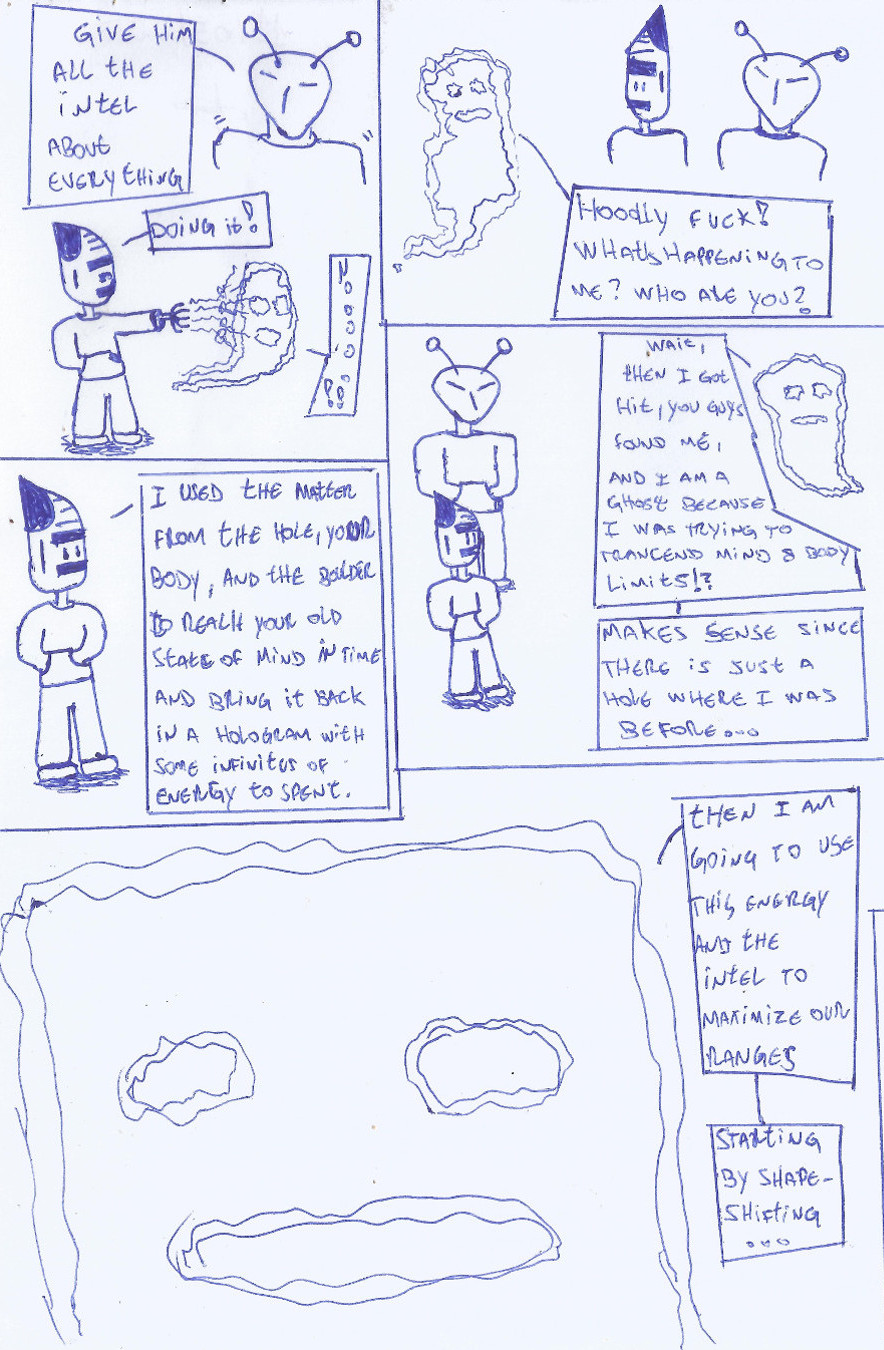 GIVE HIM
ALL THE
INTEL
ABOUT
EVERYTHING
DOING IT!
N
O
O
O
O
O
!?!
HOODLY FUCK!
WHATS HAPPENING TO
ME? WHO ARE YOU?
I USED THE MATTER
FROM THE HOLE, YOUR
BODY, AND THE BOULDER
TO REACH YOUR OLD
STATE OF MIND IN TIME
AND BRING IT BACK
IN A HOLOGRAM WITH
SOME INFINITUS OF
ENERGY TO SPENT.
WAIT,
THEN I GOT
HIT, YOU GUYS
FOUND ME,
AND I AM A
GHOST BECAUSE
I WAS TRYING TO
TRANCEND MIND & BODY
LIMITS!?
MAKES SENSE SINCE
THERE IS JUST A
HOLE WHERE I WAS
BEFORE...
THEN I AM
GOING TO USE
THIS ENERGY
AND THE
INTEL TO
MAXIMIZE OUR
RANGES
STARTING
BY SHAPE-
SHIFTING
...